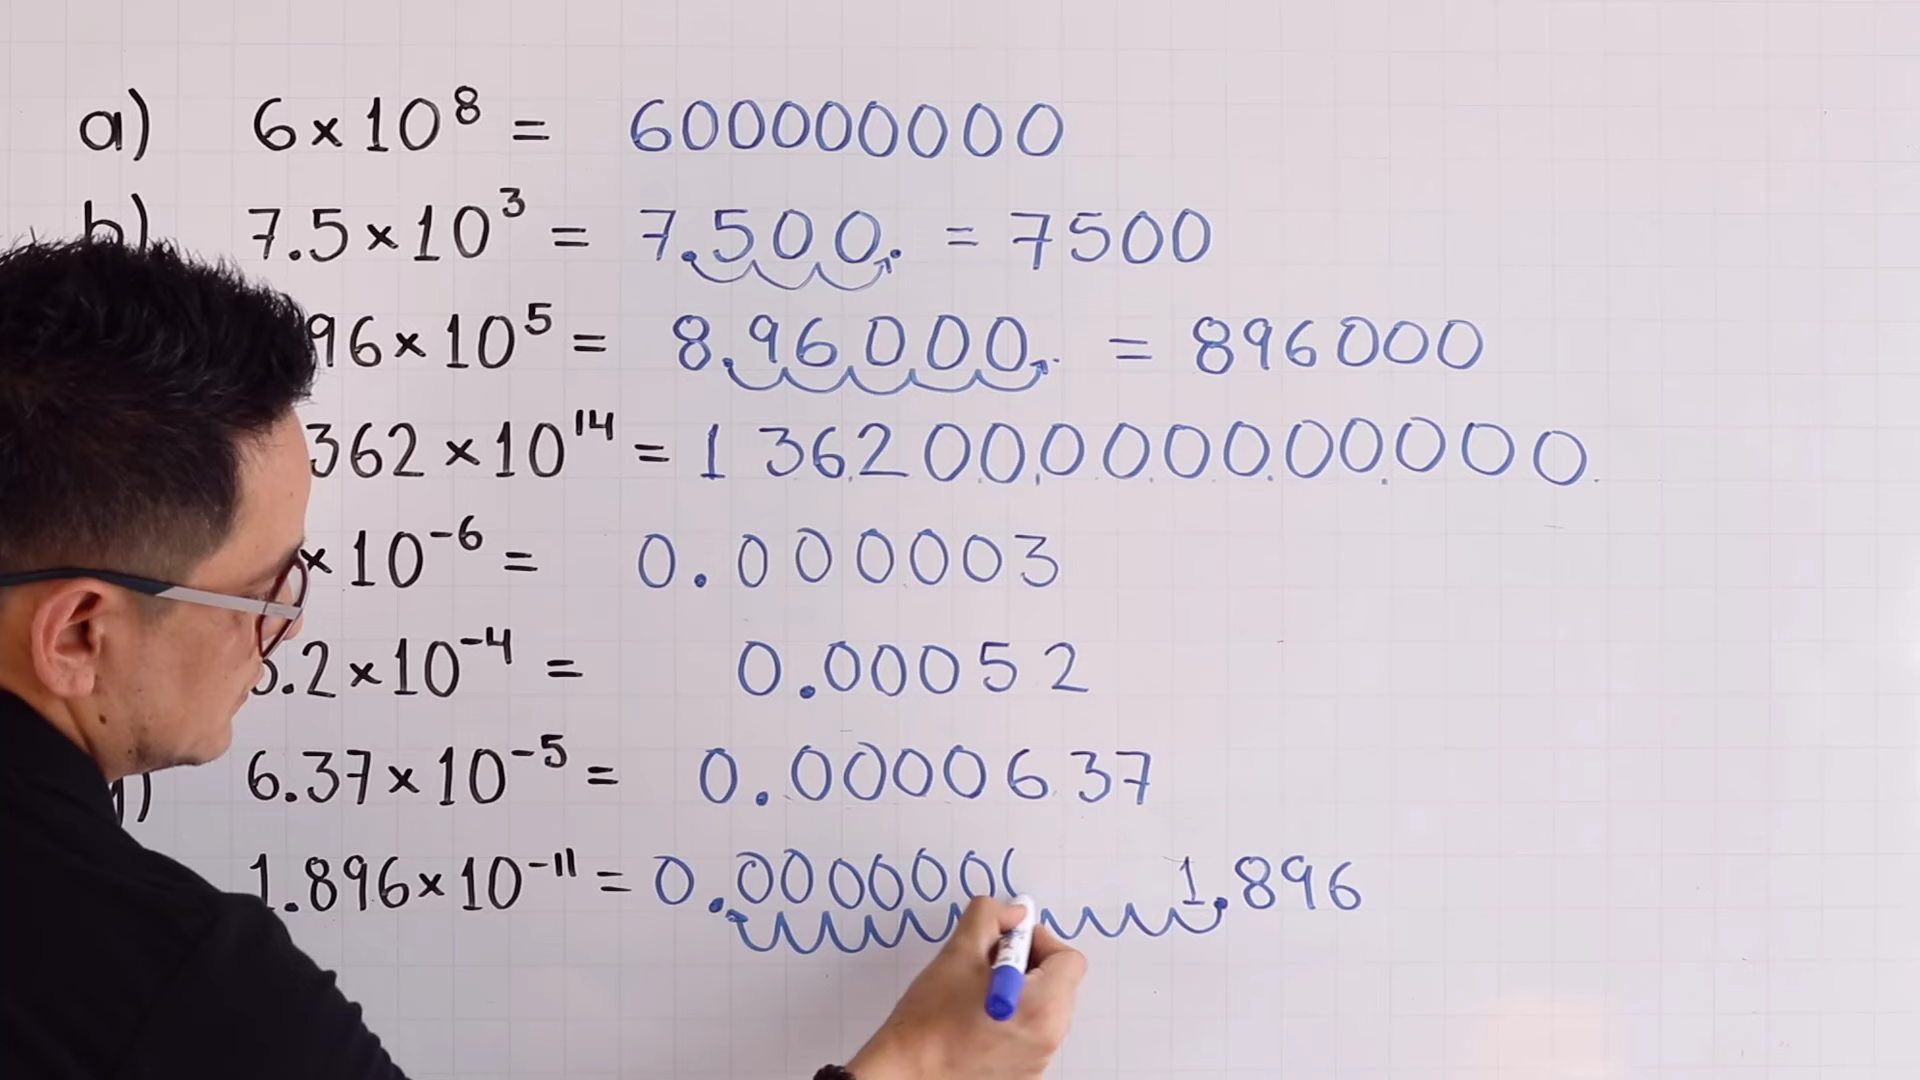 a) 6×10⁸ = 600000000
b) 7.5×10³ = 7.500. = 7500
96×10⁵ = 8.96000. = 896000
362×10¹⁴ = 1 36200000000000.
×10⁻⁶ = 0.000003
.2×10⁻⁴ = 0.00052
6.37×10⁻⁵ = 0.0000637
1.896×10⁻¹¹ = 0.000000 1.896